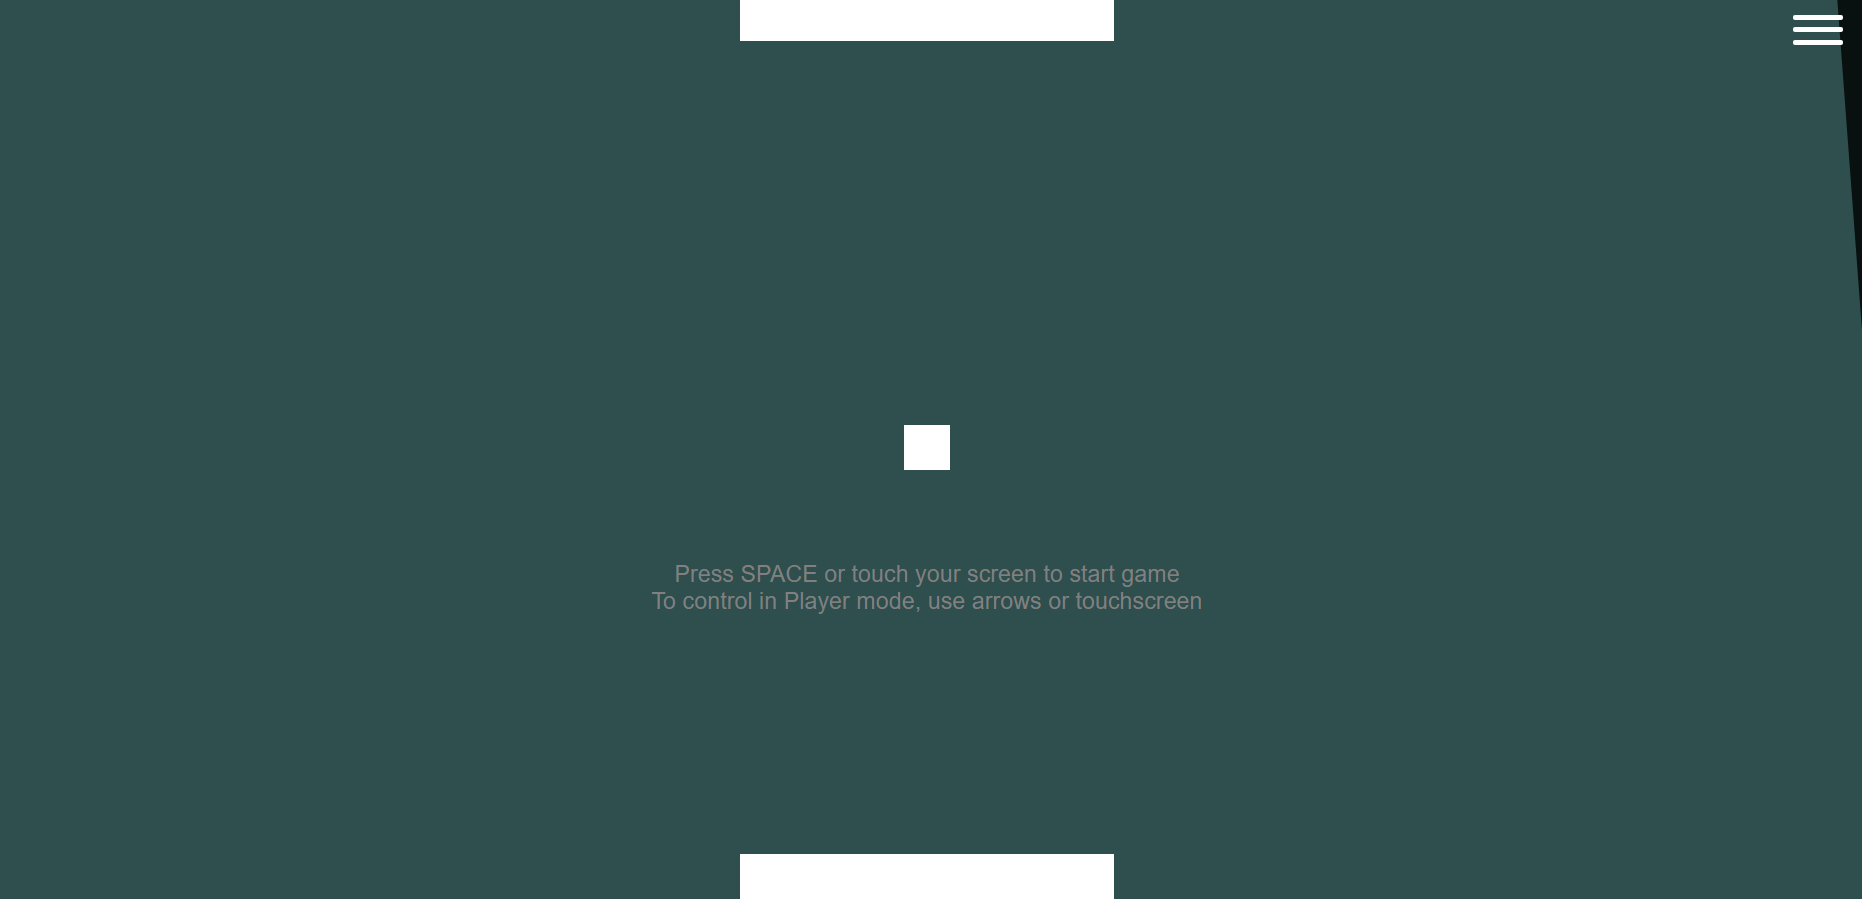 Press SPACE or touch your screen to start game
To control in Player mode, use arrows or touchscreen